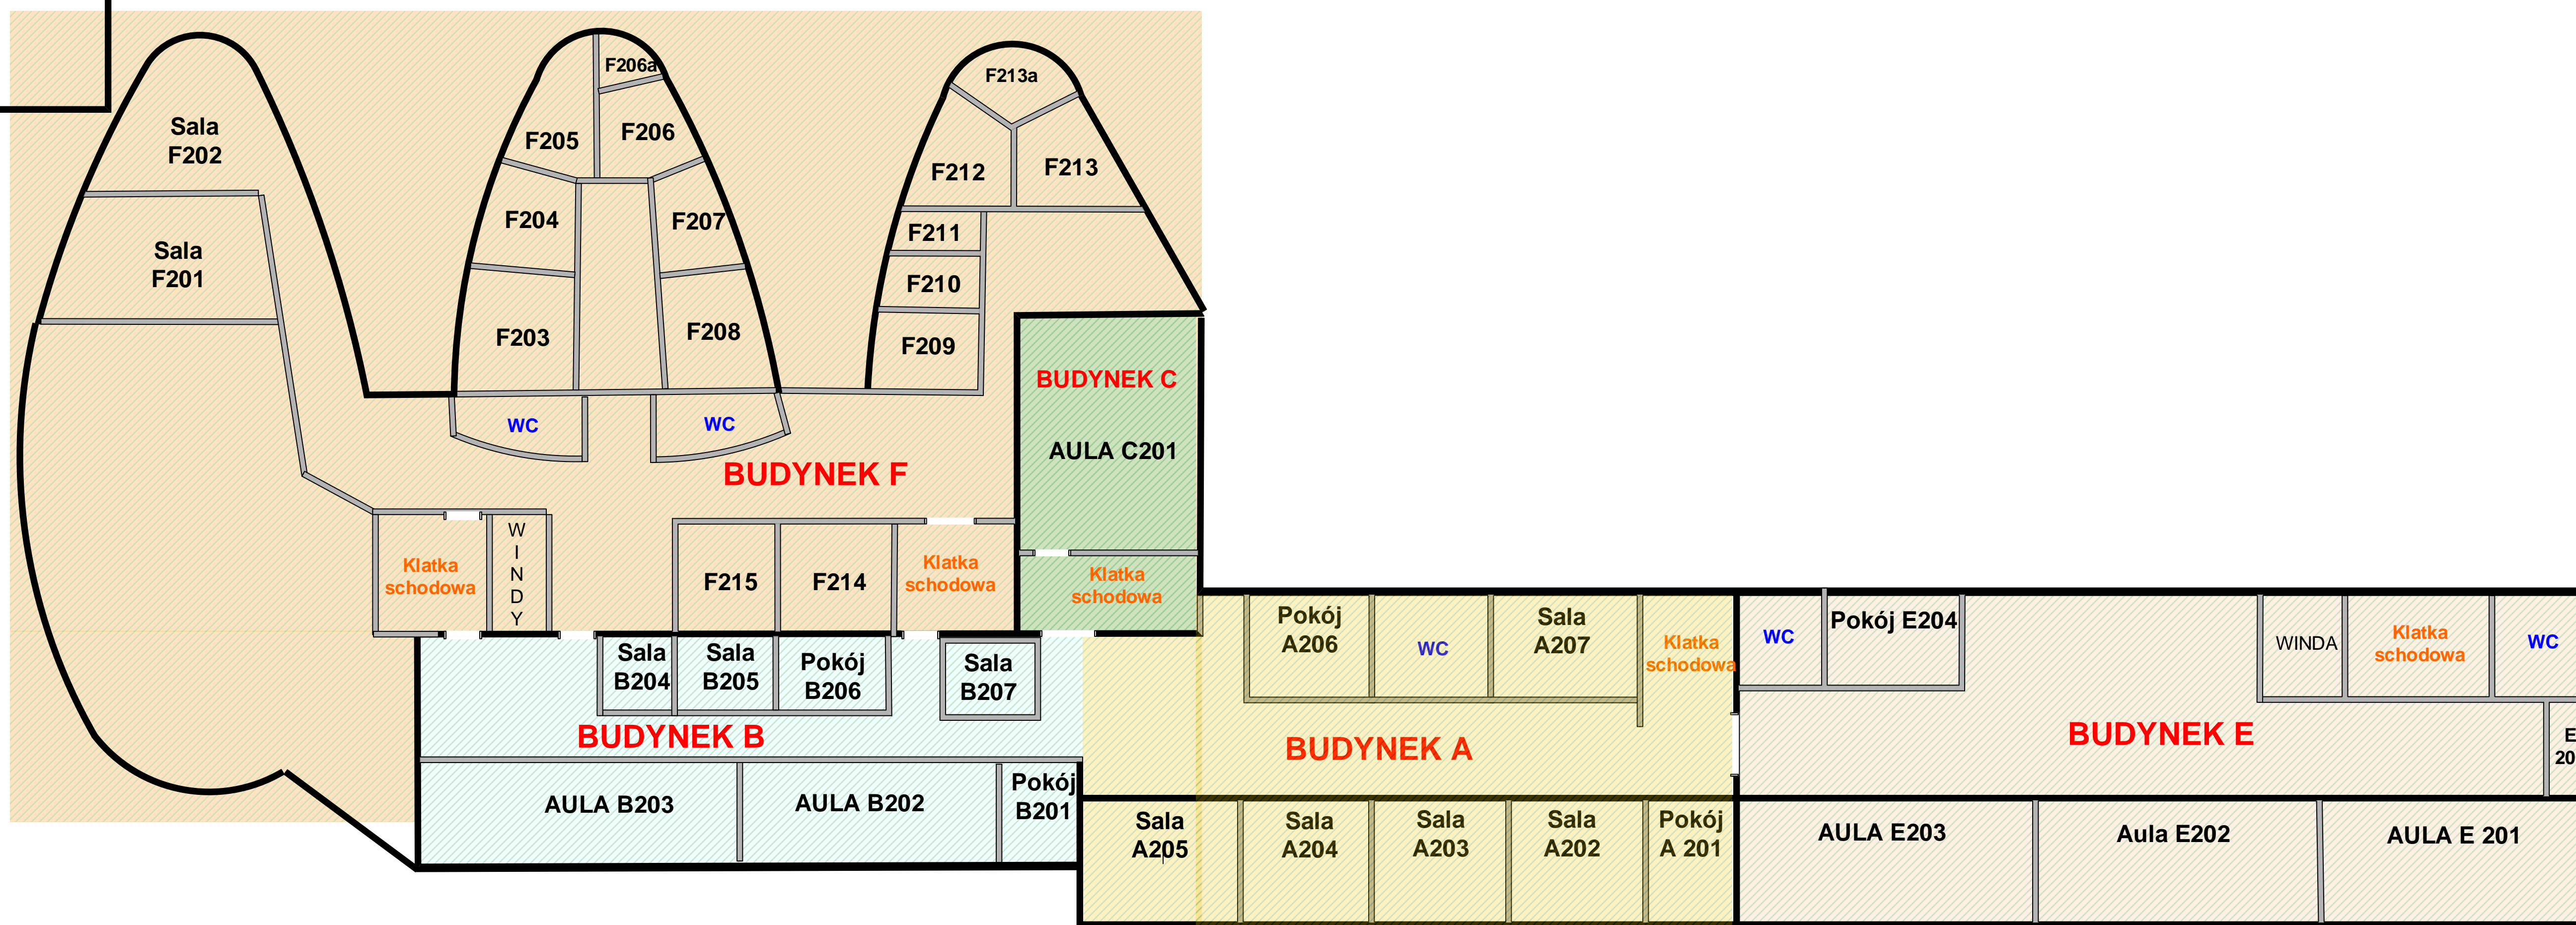 Sala
F202
Sala
F201
F205
F206a
F206
F204
F207
F203
F208
F213a
F212
F213
F211
F210
F209
WC
WC
BUDYNEK F
BUDYNEK C
AULA C201
Klatka
schodowa
W
I
N
D
Y
F215
F214
Klatka
schodowa
Klatka
schodowa
Sala
B204
Sala
B205
Pokój
B206
Sala
B207
BUDYNEK B
AULA B203
AULA B202
Pokój
B201
Pokój
A206
WC
Sala
A207
Klatka
schodowa
BUDYNEK A
Sala
A205
Sala
A204
Sala
A203
Sala
A202
Pokój
A 201
WC
Pokój E204
WINDA
Klatka
schodowa
WC
BUDYNEK E
E
20
AULA E203
Aula E202
AULA E 201